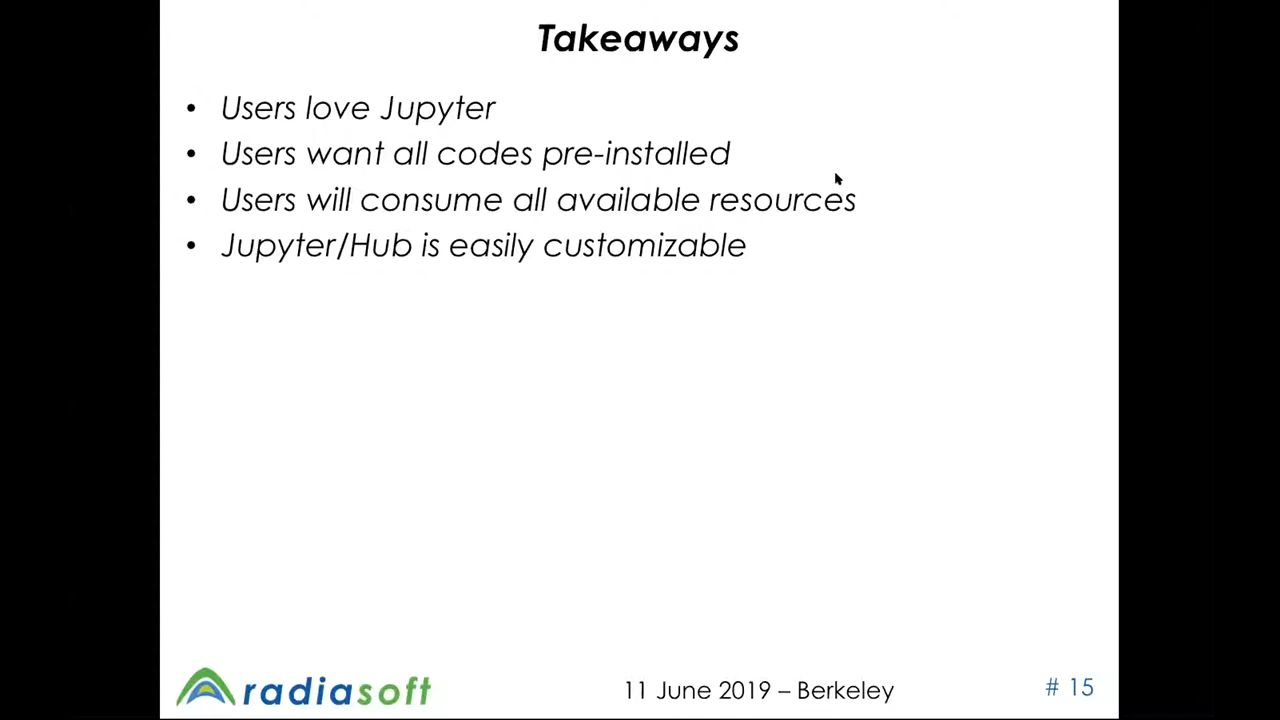 Takeaways
• Users love Jupyter
• Users want all codes pre-installed
• Users will consume all available resources
• Jupyter/Hub is easily customizable
radiasoft
11 June 2019 – Berkeley
# 15